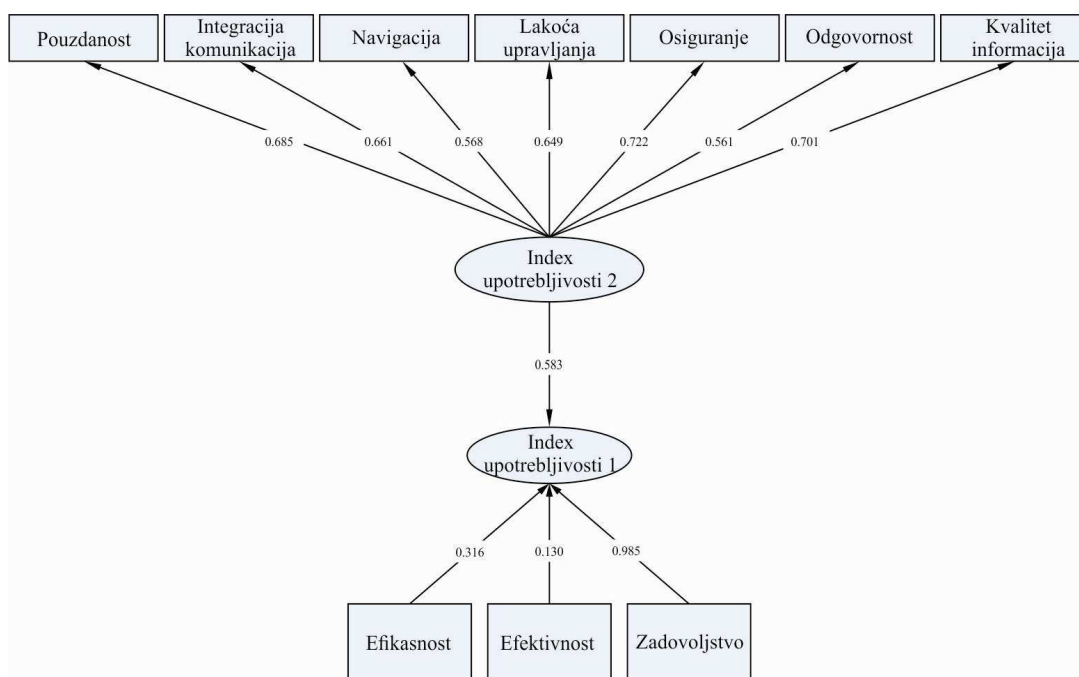 Pouzdanost
Integracija
komunikacija
Navigacija
Lakoća
upravljanja
Osiguranje
Odgovornost
Kvalitet
informacija
0.685
0.661
0.568
0.649
0.722
0.561
0.701
Index
upotrebljivosti 2
0.583
Index
upotrebljivosti 1
0.316
0.130
0.985
Efikasnost
Efektivnost
Zadovoljstvo